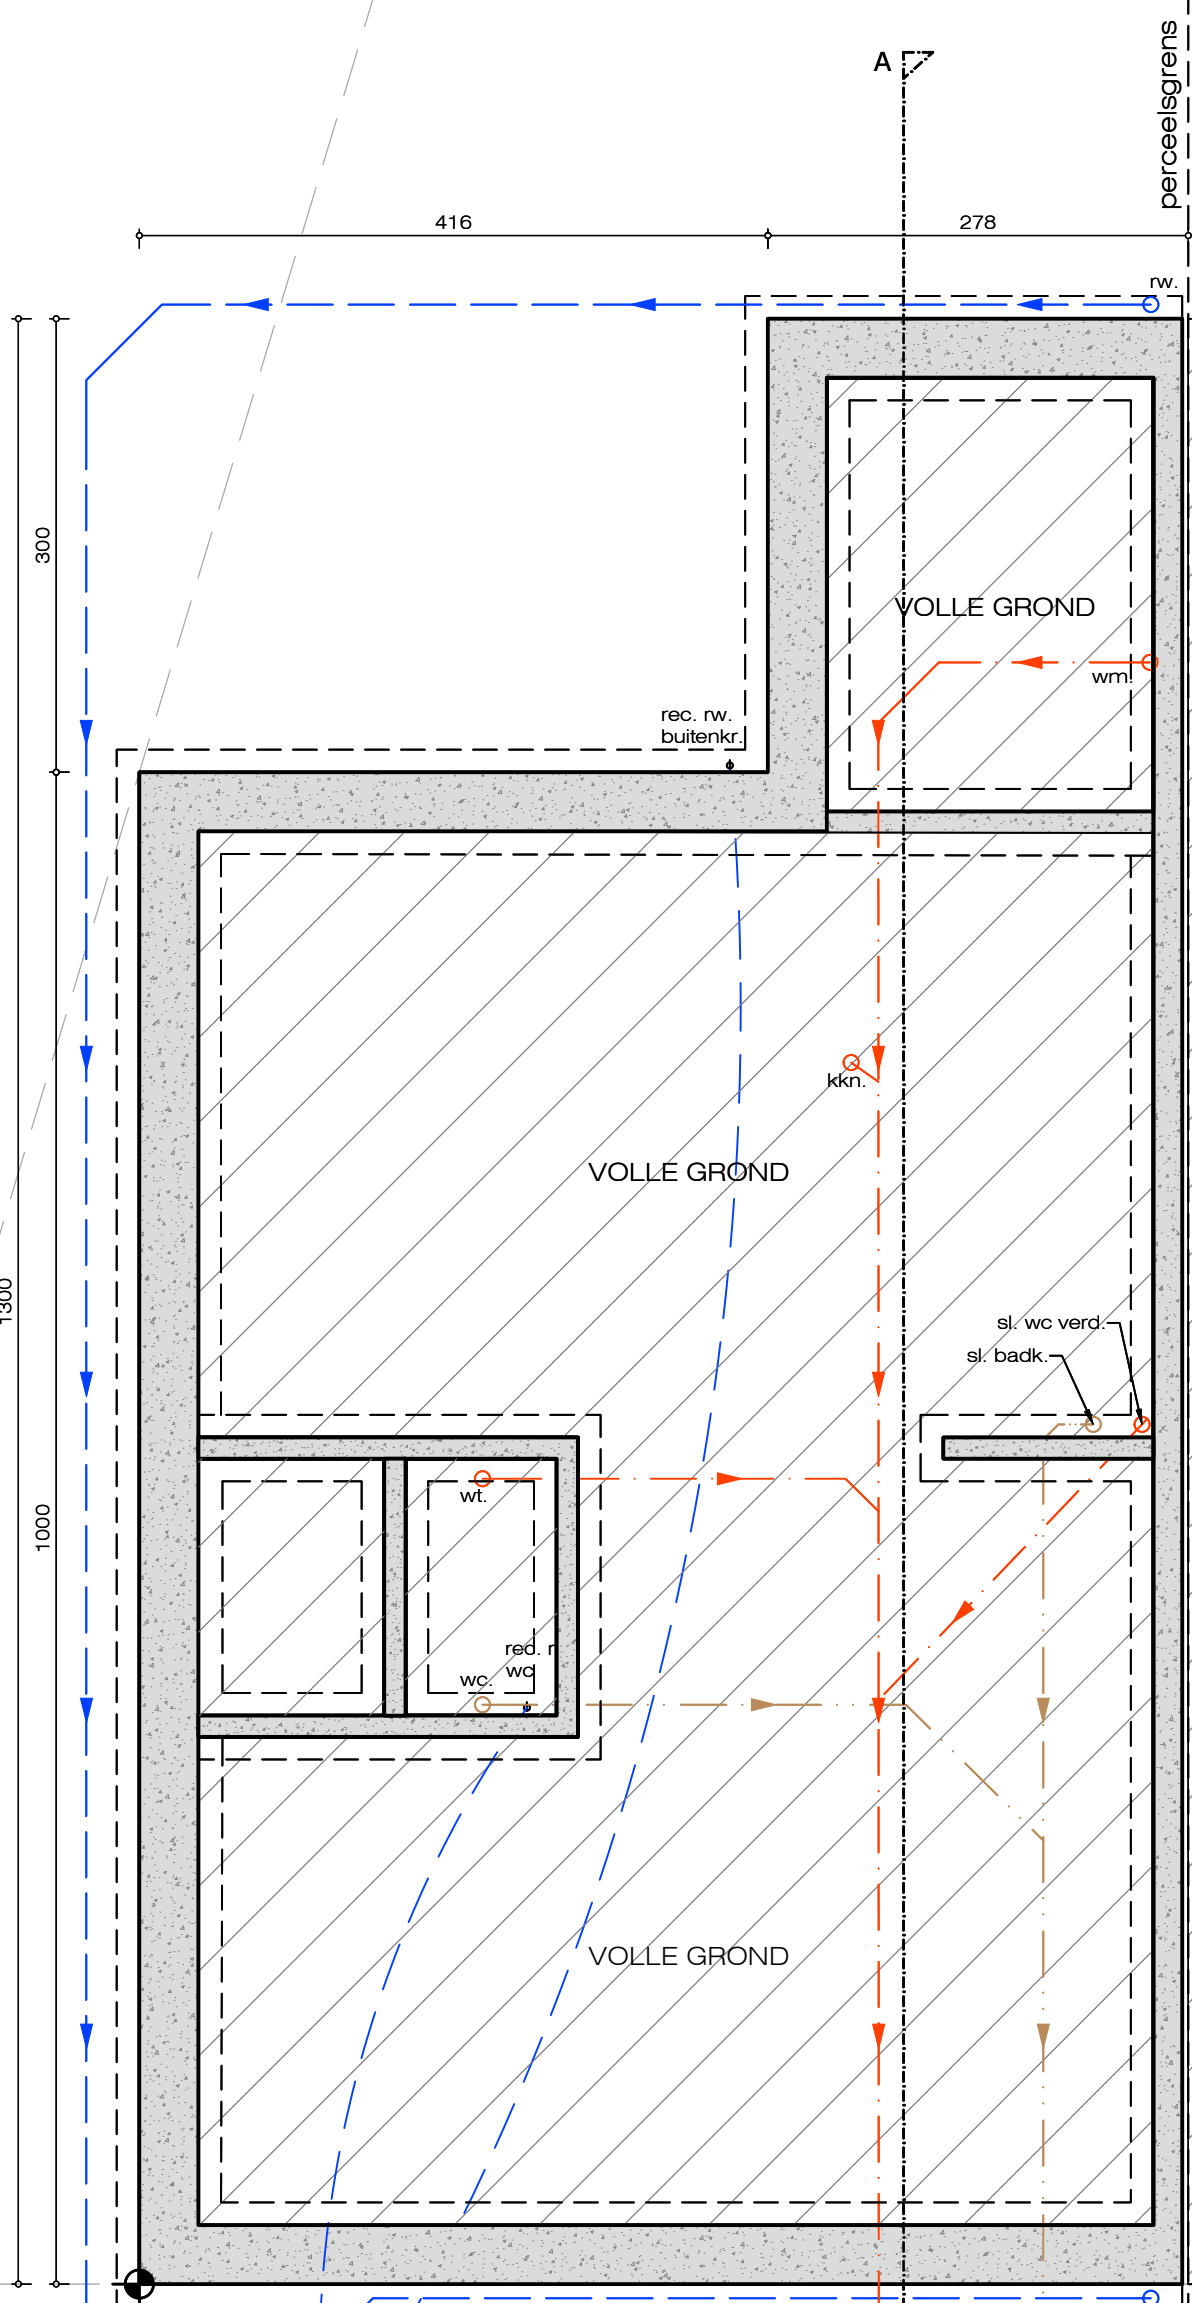 perceelsgrens
A
416
278
rw.
300
VOLLE GROND
wm.
rec. rw.
buitenkr.
kkn.
VOLLE GROND
1300
sl. wc verd.
sl. badk.
wt.
1000
red. r
wc
wc.
VOLLE GROND